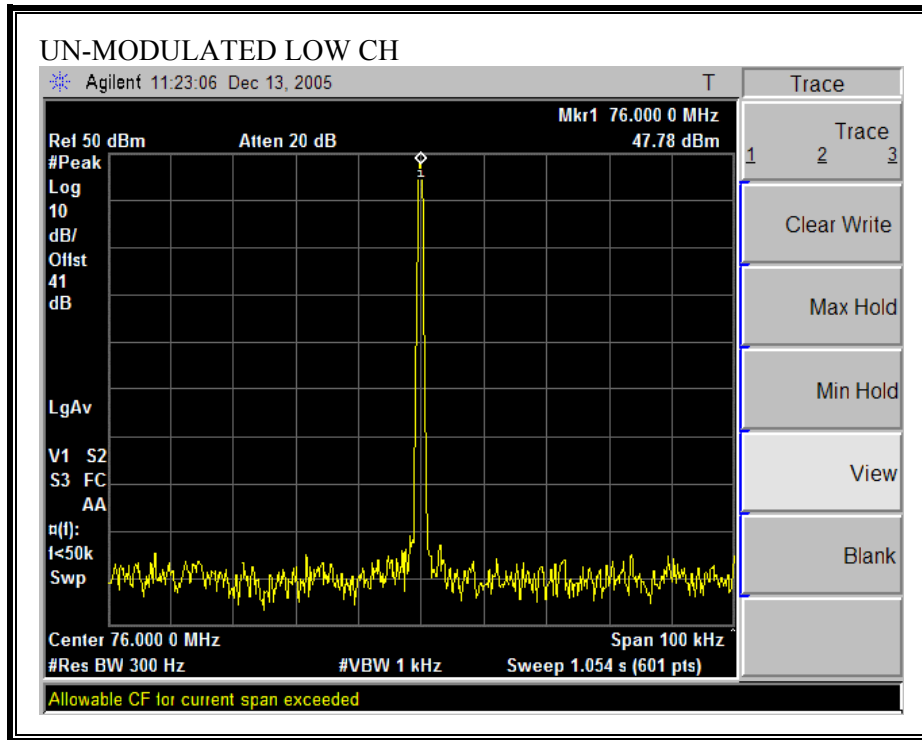 UN-MODULATED LOW CH
Agilent 11:23:06 Dec 13, 2005 T
Trace
Mkr1 76.000 0 MHz
Ref 50 dBm Atten 20 dB 47.78 dBm
#Peak
Log
10
dB/
Offst
41
dB
1
LgAv
V1 S2
S3 FC
AA
¤(f):
f<50k
Swp
Center 76.000 0 MHz Span 100 kHz
#Res BW 300 Hz #VBW 1 kHz Sweep 1.054 s (601 pts)
Allowable CF for current span exceeded
Trace
1 2 3
Clear Write
Max Hold
Min Hold
View
Blank